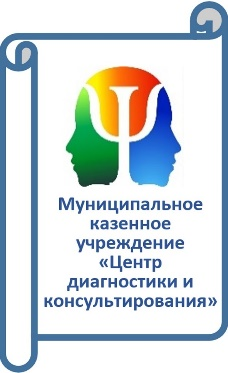 Муниципальное
казенное
учреждение
«Центр
диагностики и
консультирования»